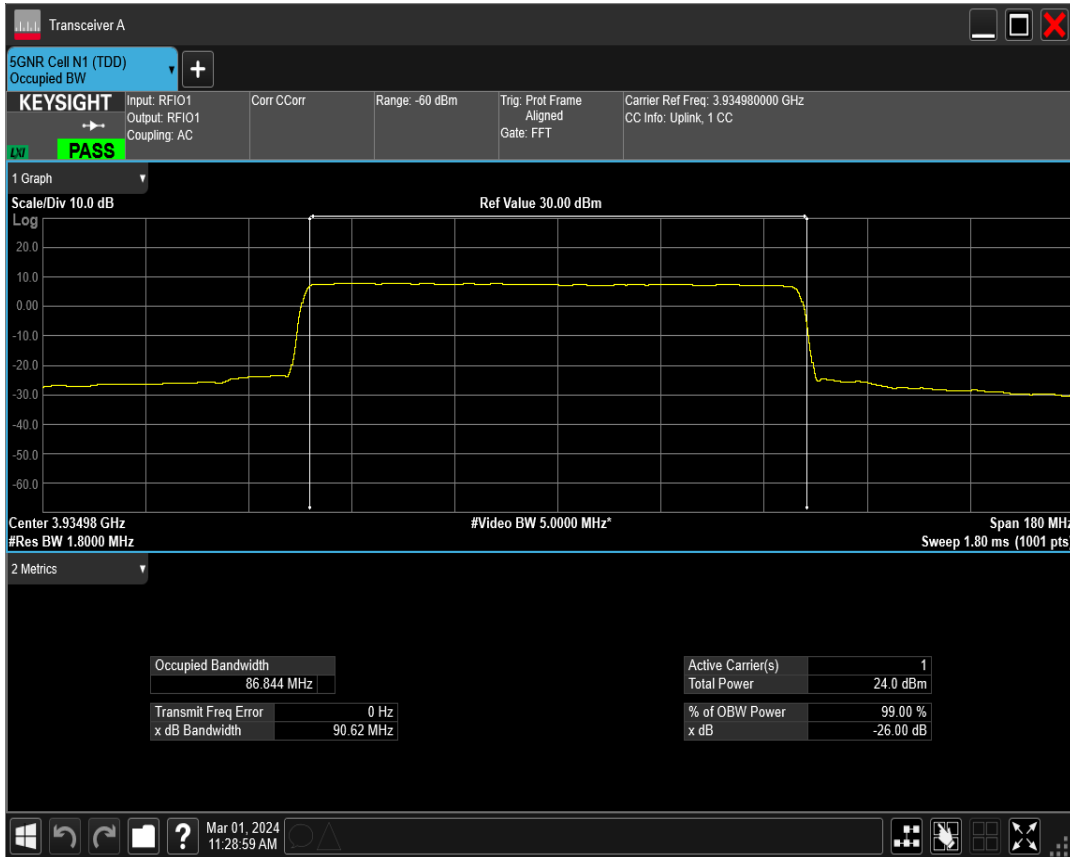 Transceiver A
5GNR Cell N1 (TDD)
Occupied BW
+
KEYSIGHT
Input: RFIO1
Output: RFIO1
Coupling: AC
Corr CCorr
Range: -60 dBm
Trig: Prot Frame
Aligned
Gate: FFT
Carrier Ref Freq: 3.934980000 GHz
CC Info: Uplink, 1 CC
LXI
PASS
1 Graph
Scale/Div 10.0 dB
Ref Value 30.00 dBm
Log
20.0
10.0
0.00
-10.0
-20.0
-30.0
-40.0
-50.0
-60.0
Center 3.93498 GHz
#Video BW 5.0000 MHz*
Span 180 MHz
#Res BW 1.8000 MHz
Sweep 1.80 ms (1001 pts)
2 Metrics
Occupied Bandwidth
86.844 MHz
Transmit Freq Error 0 Hz
x dB Bandwidth 90.62 MHz
Active Carrier(s) 1
Total Power 24.0 dBm
% of OBW Power 99.00 %
x dB -26.00 dB
?
Mar 01, 2024
11:28:59 AM